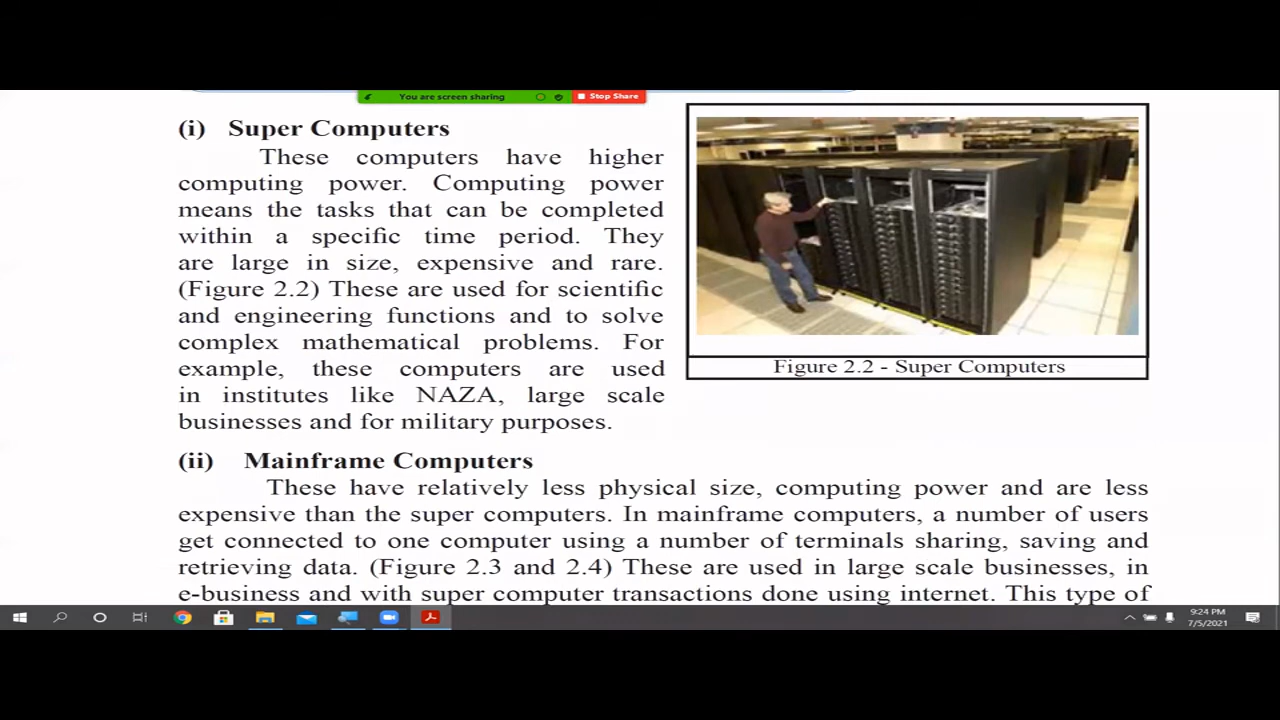 You are screen sharing
Stop Share
(i) Super Computers
These computers have higher
computing power. Computing power
means the tasks that can be completed
within a specific time period. They
are large in size, expensive and rare.
(Figure 2.2) These are used for scientific
and engineering functions and to solve
complex mathematical problems. For
example, these computers are used
in institutes like NAZA, large scale
businesses and for military purposes.
Figure 2.2 - Super Computers
(ii) Mainframe Computers
These have relatively less physical size, computing power and are less
expensive than the super computers. In mainframe computers, a number of users
get connected to one computer using a number of terminals sharing, saving and
retrieving data. (Figure 2.3 and 2.4) These are used in large scale businesses, in
e-business and with super computer transactions done using internet. This type of
9:24 PM
7/5/2021